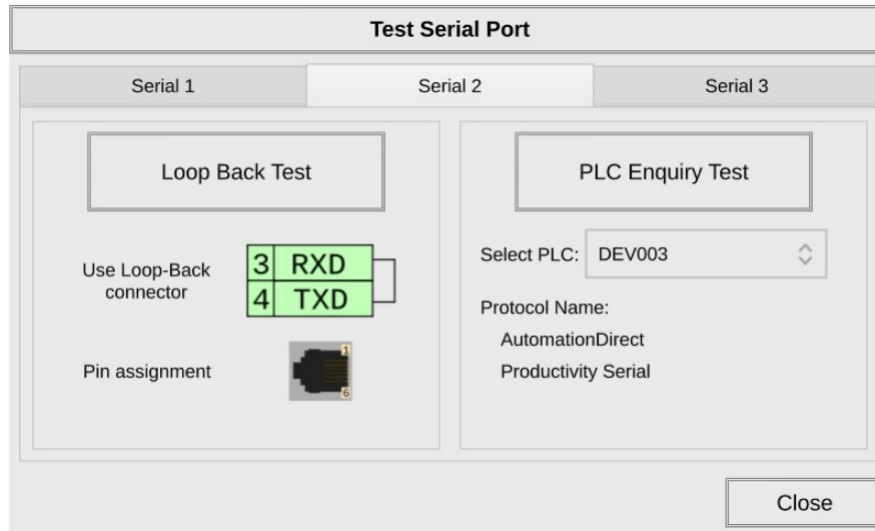 Test Serial Port
Serial 1
Serial 2
Serial 3
Loop Back Test
Use Loop-Back
connector
3 RXD
4 TXD
Pin assignment
1
6
PLC Enquiry Test
Select PLC: DEV003
Protocol Name:
AutomationDirect
Productivity Serial
Close